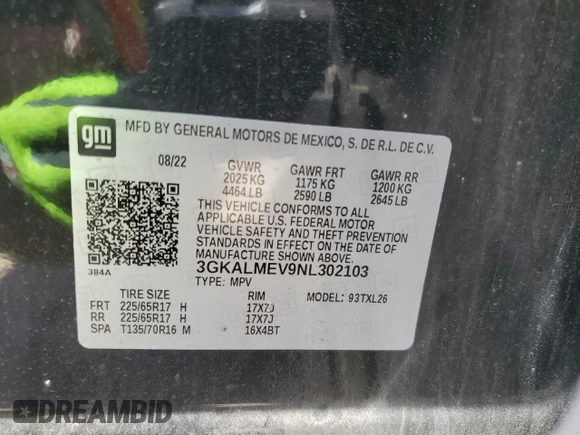 gm MFD BY GENERAL MOTORS DE MEXICO, S. DE R.L. DE C.V.
08/22 GVWR GAWR FRT GAWR RR
2025 KG 1175 KG 1200 KG
4464 LB 2590 LB 2645 LB
THIS VEHICLE CONFORMS TO ALL
APPLICABLE U.S. FEDERAL MOTOR
VEHICLE SAFETY AND THEFT PREVENTION
STANDARDS IN EFFECT ON THE DATE OF
MANUFACTURE SHOWN ABOVE.
384A 3GKALMEV9NL302103
TYPE: MPV
TIRE SIZE RIM MODEL: 93TXL26
FRT 225/65R17 H 17X7J
RR 225/65R17 H 17X7J
SPA T135/70R16 M 16X4BT
DREAMBID